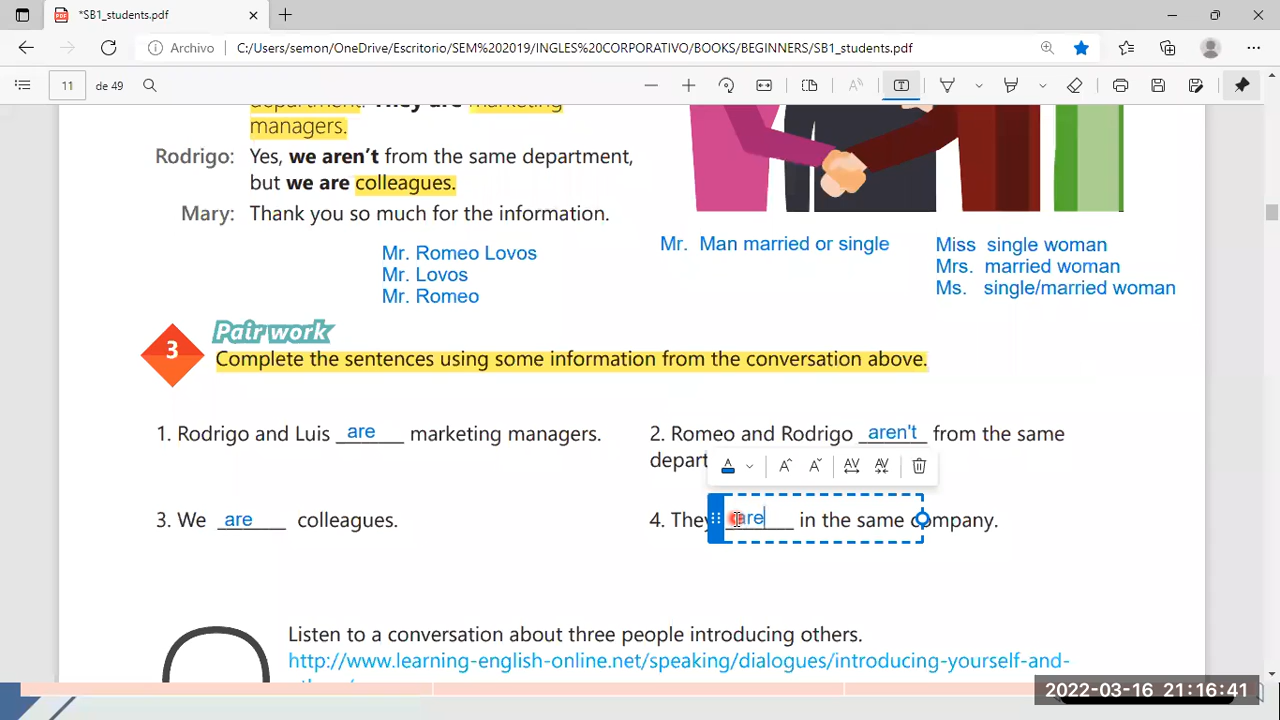 *SB1_students.pdf
Archivo C:/Users/semon/OneDrive/Escritorio/SEM%202019/INGLES%20CORPORATIVO/BOOKS/BEGINNERS/SB1_students.pdf
11 de 49
department. They are marketing
managers.
Rodrigo: Yes, we aren't from the same department,
but we are colleagues.
Mary: Thank you so much for the information.
Mr. Romeo Lovos
Mr. Lovos
Mr. Romeo
Mr. Man married or single
Miss single woman
Mrs. married woman
Ms. single/married woman
3 Pair work
Complete the sentences using some information from the conversation above.
1. Rodrigo and Luis are marketing managers.
2. Romeo and Rodrigo aren't from the same
depart
3. We are colleagues.
4. They are in the same company.
Listen to a conversation about three people introducing others.
http://www.learning-english-online.net/speaking/dialogues/introducing-yourself-and-
2022-03-16 21:16:41